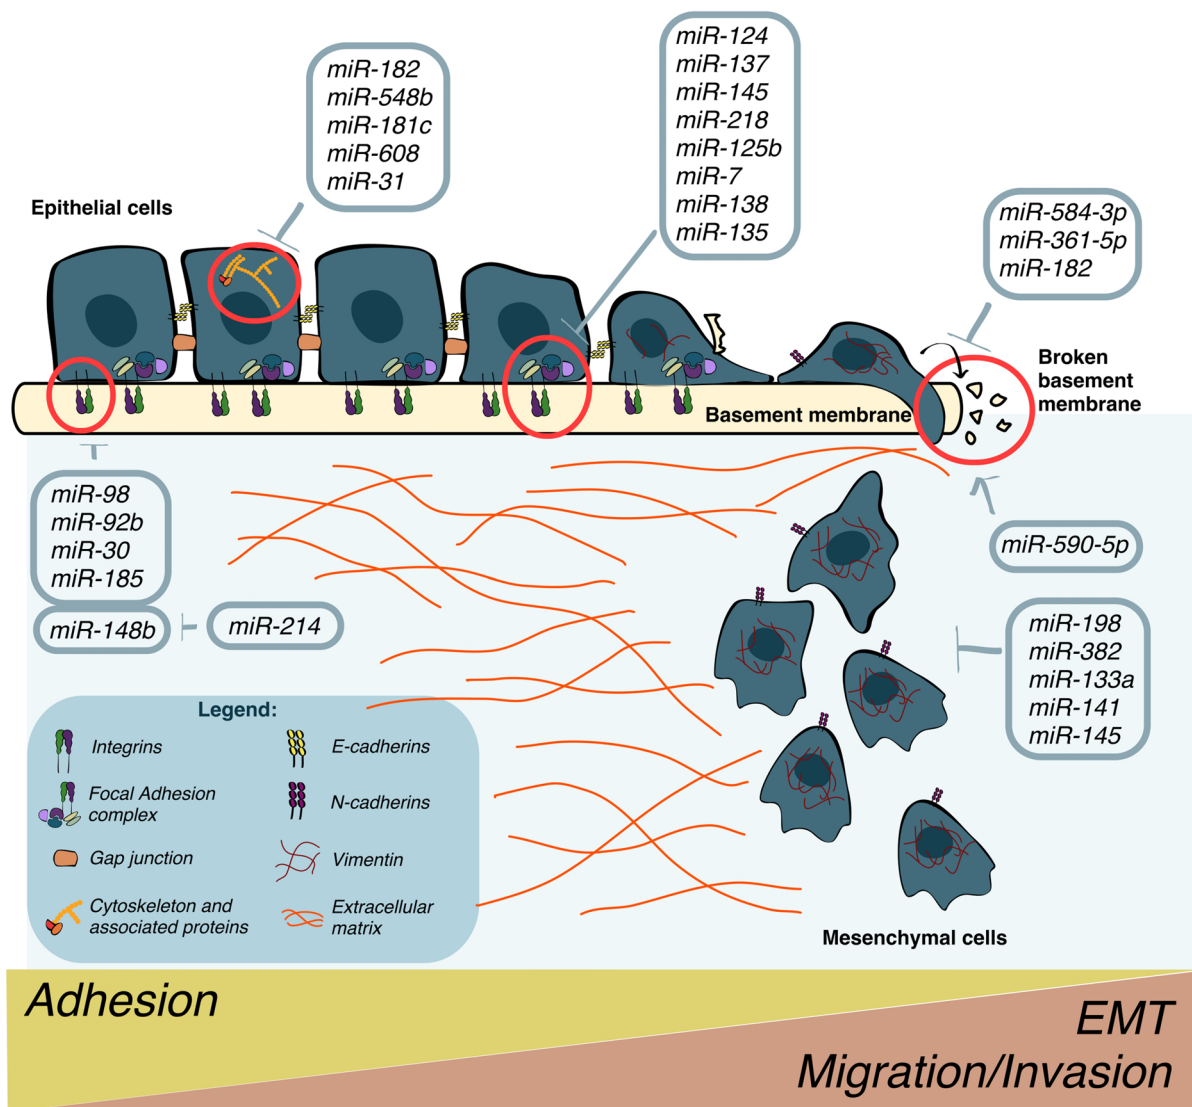 miR-182
miR-548b
miR-181c
miR-608
miR-31
miR-124
miR-137
miR-145
miR-218
miR-125b
miR-7
miR-138
miR-135
miR-584-3p
miR-361-5p
miR-182
Epithelial cells
Broken
basement
membrane
Basement membrane
miR-98
miR-92b
miR-30
miR-185
miR-148b
miR-214
miR-590-5p
miR-198
miR-382
miR-133a
miR-141
miR-145
Legend:
Integrins
E-cadherins
Focal Adhesion
complex
N-cadherins
Gap junction
Vimentin
Cytoskeleton and
associated proteins
Extracellular
matrix
Mesenchymal cells
Adhesion
EMT
Migration/Invasion